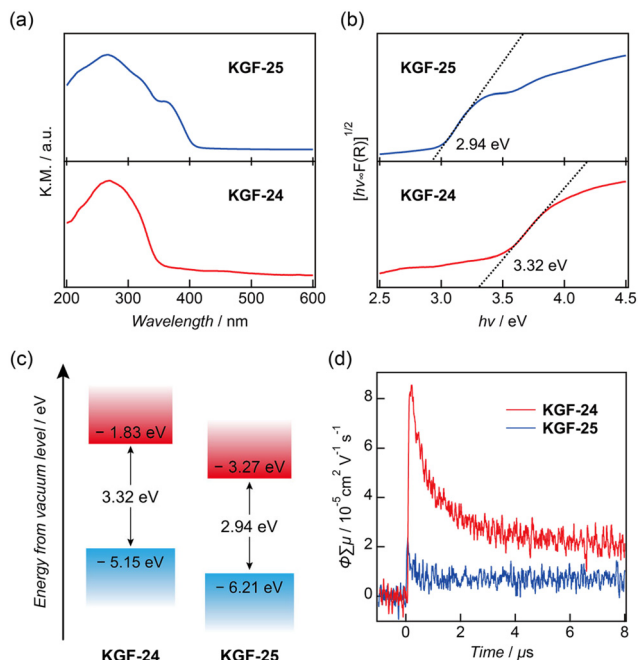 (a)
KGF-25
KGF-24
K.M. / a.u.
200 300 400 500 600
Wavelength / nm
(b)
KGF-25
2.94 eV
KGF-24
3.32 eV
[hν∞F(R)]1/2
2.5 3.0 3.5 4.0 4.5
hν / eV
(c)
Energy from vacuum level / eV
− 1.83 eV
3.32 eV
− 5.15 eV
KGF-24
− 3.27 eV
2.94 eV
− 6.21 eV
KGF-25
(d)
ΦΣμ / 10-5 cm2 V-1 s-1
8
6
4
2
0
KGF-24
KGF-25
0 2 4 6 8
Time / μs